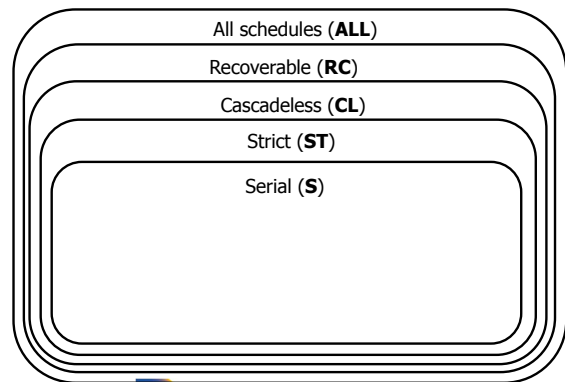 All schedules (ALL)
Recoverable (RC)
Cascadeless (CL)
Strict (ST)
Serial (S)